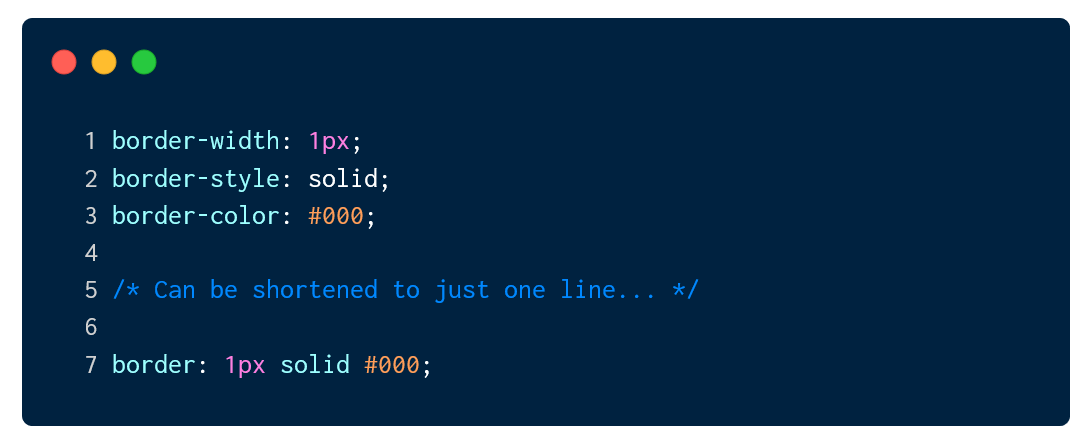 1 border-width: 1px;
2 border-style: solid;
3 border-color: #000;
4
5 /* Can be shortened to just one line... */
6
7 border: 1px solid #000;